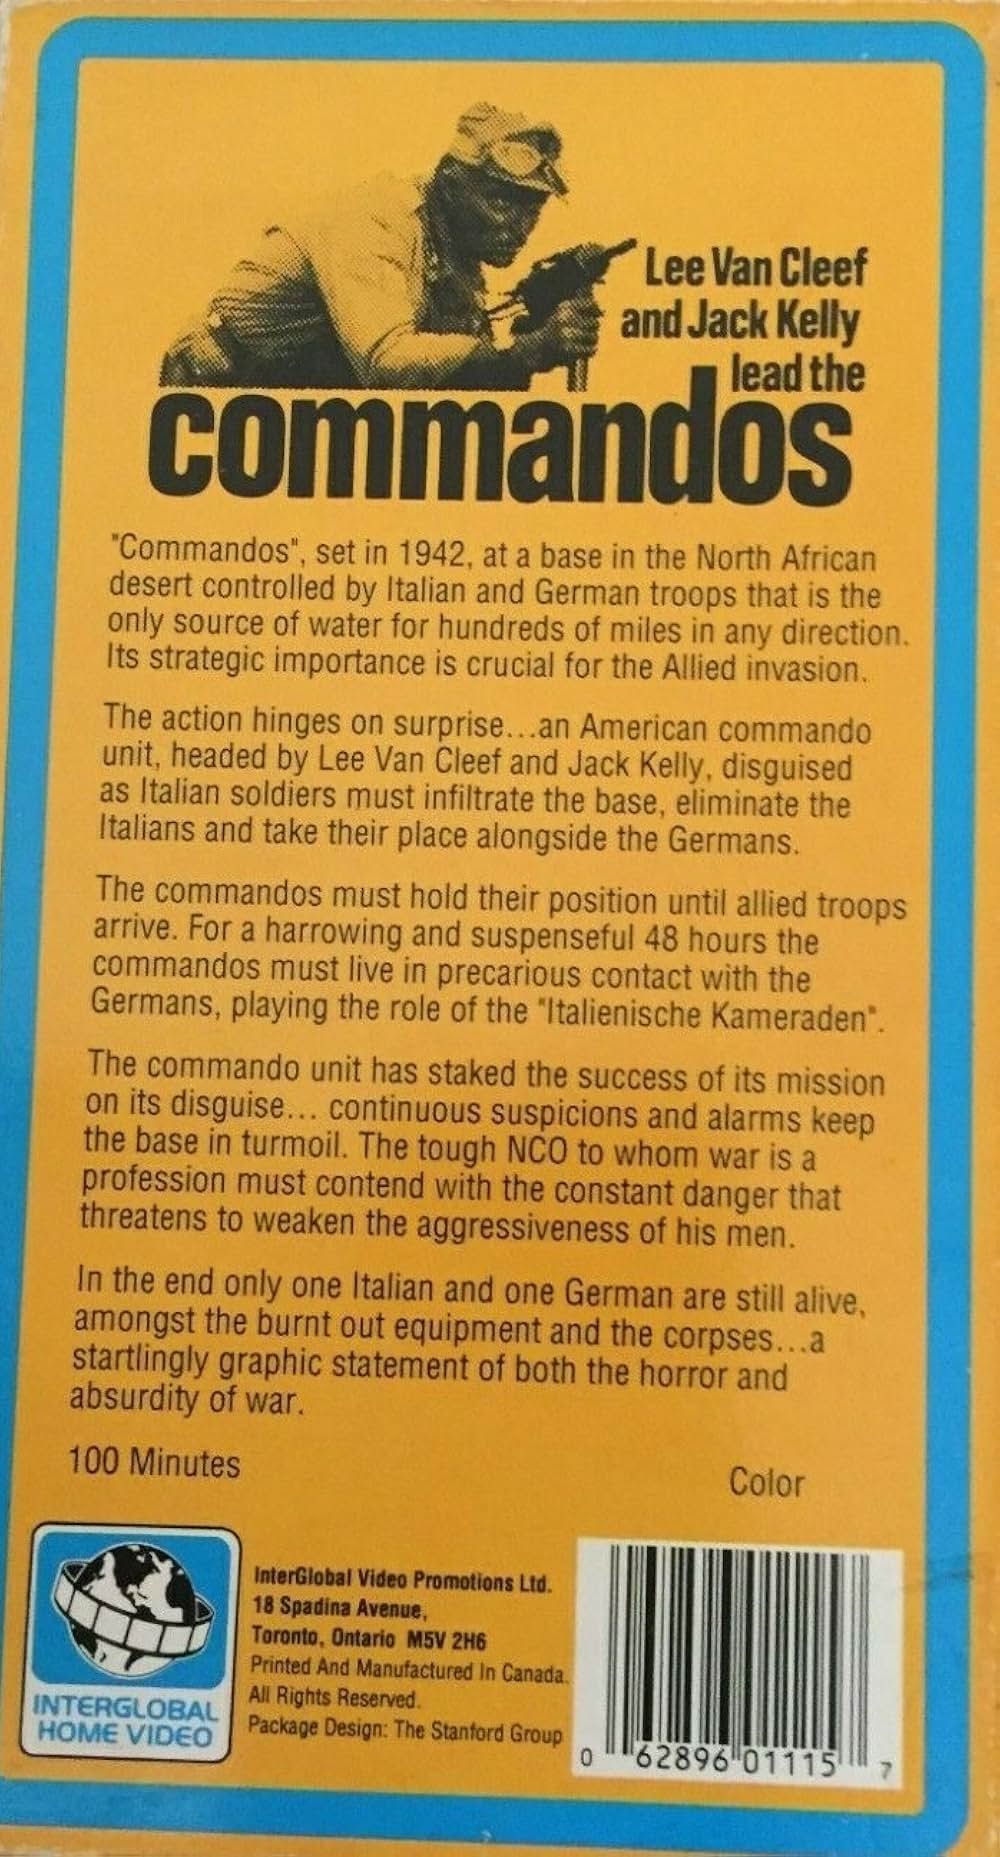 Lee Van Cleef
and Jack Kelly
lead the
commandos
"Commandos", set in 1942, at a base in the North African
desert controlled by Italian and German troops that is the
only source of water for hundreds of miles in any direction.
Its strategic importance is crucial for the Allied invasion.
The action hinges on surprise...an American commando
unit, headed by Lee Van Cleef and Jack Kelly, disguised
as Italian soldiers must infiltrate the base, eliminate the
Italians and take their place alongside the Germans.
The commandos must hold their position until allied troops
arrive. For a harrowing and suspenseful 48 hours the
commandos must live in precarious contact with the
Germans, playing the role of the "Italienische Kameraden".
The commando unit has staked the success of its mission
on its disguise... continuous suspicions and alarms keep
the base in turmoil. The tough NCO to whom war is a
profession must contend with the constant danger that
threatens to weaken the aggressiveness of his men.
In the end only one Italian and one German are still alive,
amongst the burnt out equipment and the corpses...a
startlingly graphic statement of both the horror and
absurdity of war.
100 Minutes
Color
INTERGLOBAL
HOME VIDEO
InterGlobal Video Promotions Ltd.
18 Spadina Avenue,
Toronto, Ontario M5V 2H6
Printed And Manufactured In Canada.
All Rights Reserved.
Package Design: The Stanford Group
0 62896 01115 7